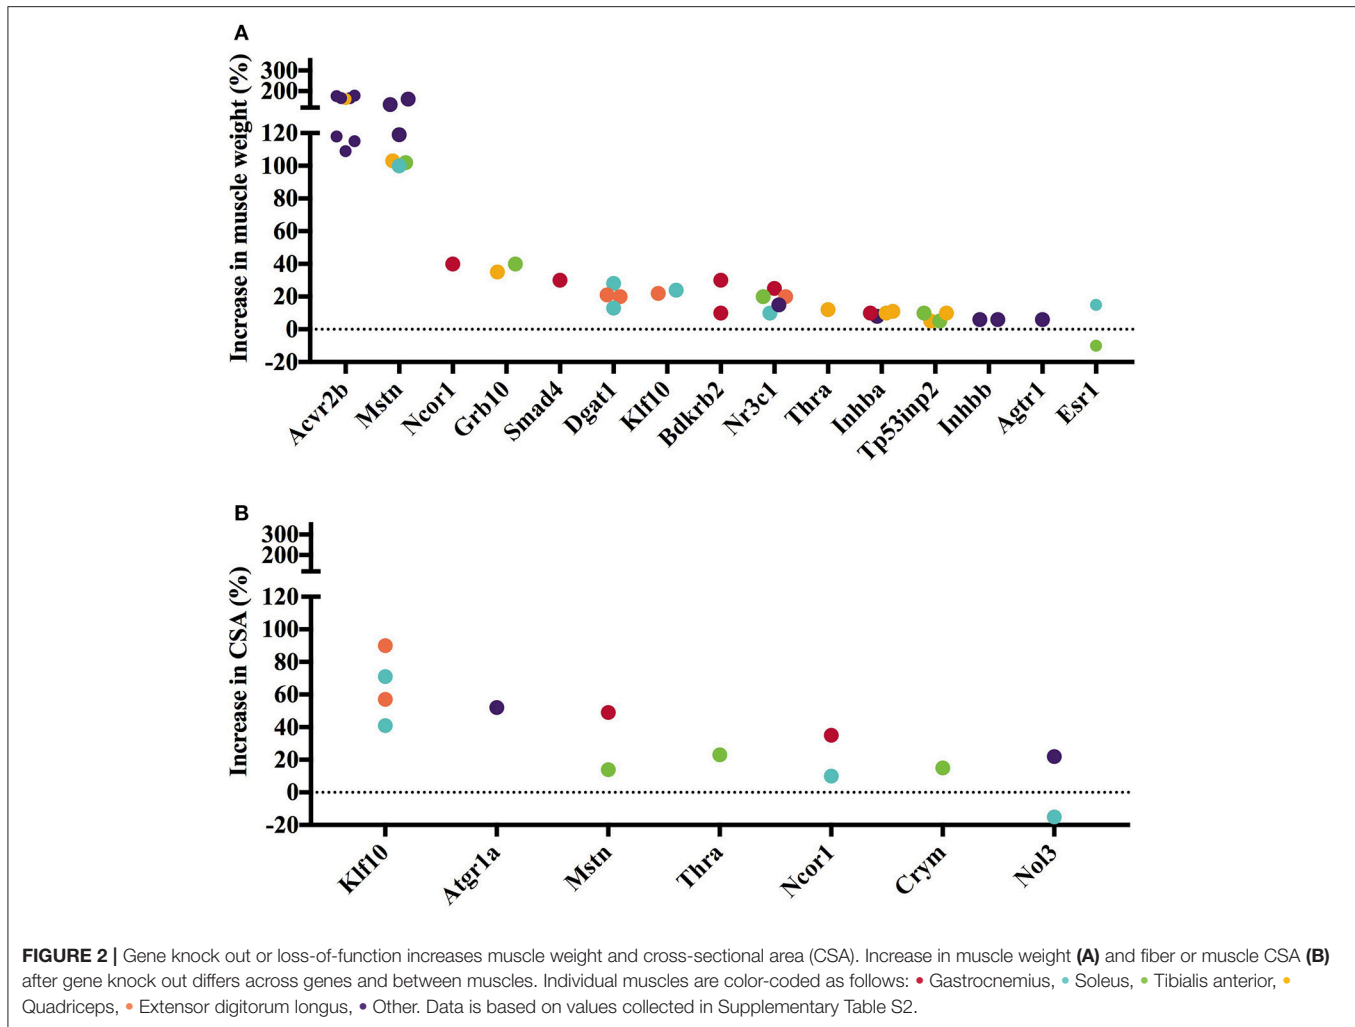 A
Increase in muscle weight (%)
300
200
120
100
80
60
40
20
0
-20
Acvr2b
Mstn
Ncor1
Grb10
Smad4
Dgat1
Klf10
Bdkrb2
Nr3c1
Thra
Inhba
Tp53inp2
Inhbb
Agtr1
Esr1
B
Increase in CSA (%)
300
200
120
100
80
60
40
20
0
-20
Klf10
Atgr1a
Mstn
Thra
Ncor1
Crym
Nol3
FIGURE 2 | Gene knock out or loss-of-function increases muscle weight and cross-sectional area (CSA). Increase in muscle weight (A) and fiber or muscle CSA (B)
after gene knock out differs across genes and between muscles. Individual muscles are color-coded as follows: • Gastrocnemius, • Soleus, • Tibialis anterior, •
Quadriceps, • Extensor digitorum longus, • Other. Data is based on values collected in Supplementary Table S2.